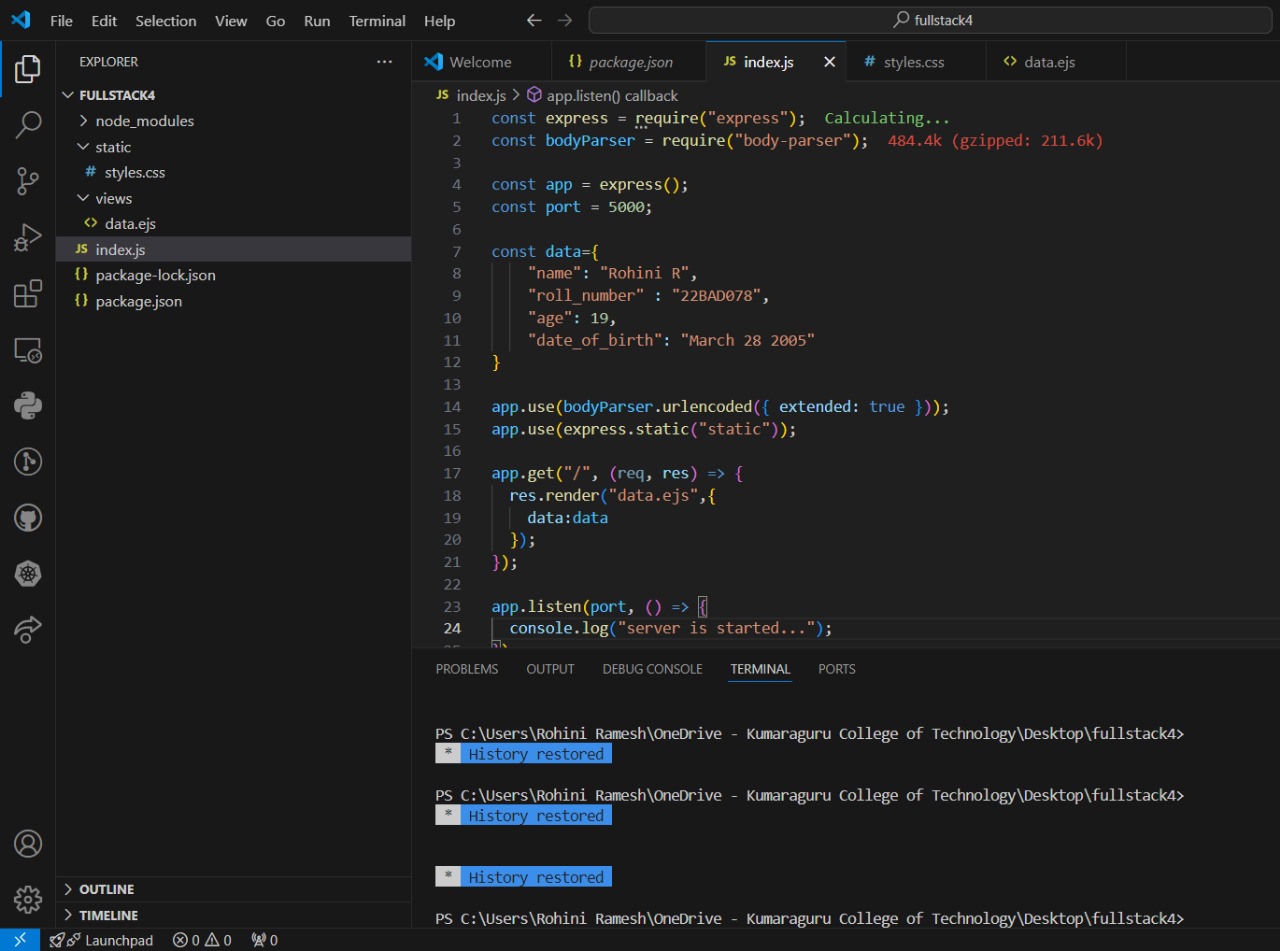 File Edit Selection View Go Run Terminal Help
fullstack4
EXPLORER
FULLSTACK4
node_modules
static
# styles.css
views
<> data.ejs
JS index.js
{} package-lock.json
{} package.json
OUTLINE
TIMELINE
Welcome {} package.json JS index.js # styles.css <> data.ejs
JS index.js > app.listen() callback
1 const express = require("express"); Calculating...
2 const bodyParser = require("body-parser"); 484.4k (gzipped: 211.6k)
3
4 const app = express();
5 const port = 5000;
6
7 const data={
8 "name": "Rohini R",
9 "roll_number" : "22BAD078",
10 "age": 19,
11 "date_of_birth": "March 28 2005"
12 }
13
14 app.use(bodyParser.urlencoded({ extended: true }));
15 app.use(express.static("static"));
16
17 app.get("/", (req, res) => {
18 res.render("data.ejs",{
19 data:data
20 });
21 });
22
23 app.listen(port, () => {
24 console.log("server is started...");
PROBLEMS OUTPUT DEBUG CONSOLE TERMINAL PORTS
PS C:\Users\Rohini Ramesh\OneDrive - Kumaraguru College of Technology\Desktop\fullstack4>
* History restored
PS C:\Users\Rohini Ramesh\OneDrive - Kumaraguru College of Technology\Desktop\fullstack4>
* History restored
* History restored
PS C:\Users\Rohini Ramesh\OneDrive - Kumaraguru College of Technology\Desktop\fullstack4>
Launchpad 0 0 0